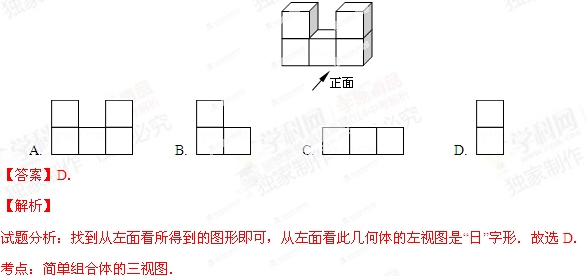 正面
A. B. C. D.
【答案】D.
【解析】
试题分析：找到从左面看所得到的图形即可，从左面看此几何体的左视图是“日”字形．故选 D.
考点：简单组合体的三视图．